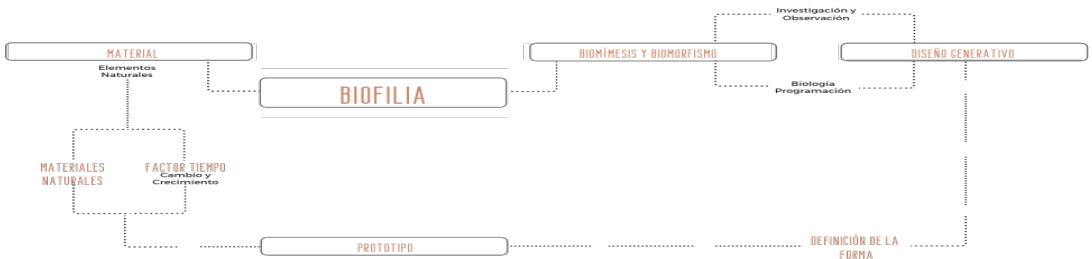 Investigación y
Observación
MATERIAL
BIOMÍMESIS Y BIOMORFISMO
DISEÑO GENERATIVO
Elementos
Naturales
BIOFILIA
Biología
Programación
MATERIALES
NATURALES
FACTOR TIEMPO
Cambio y
Crecimiento
PROTOTIPO
DEFINICIÓN DE LA
FORMA